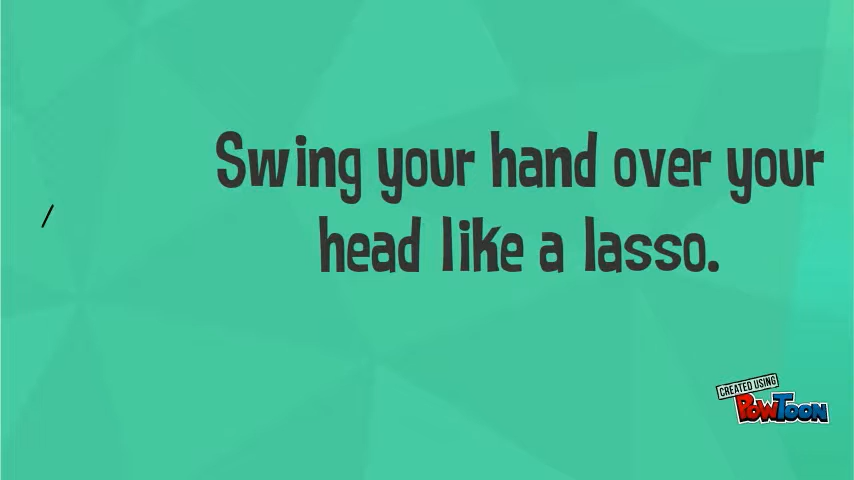 Swing your hand over your
head like a lasso.
CREATED USING
POWTOON